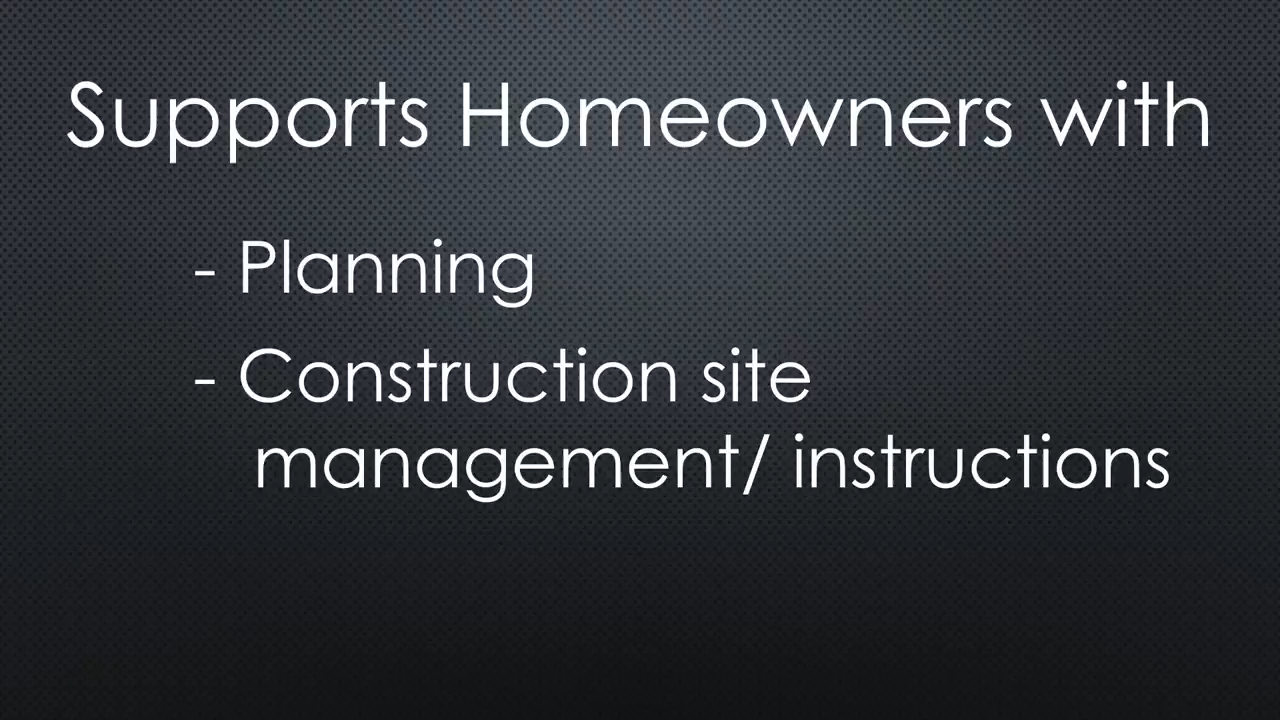 Supports Homeowners with
- Planning
- Construction site
management/ instructions